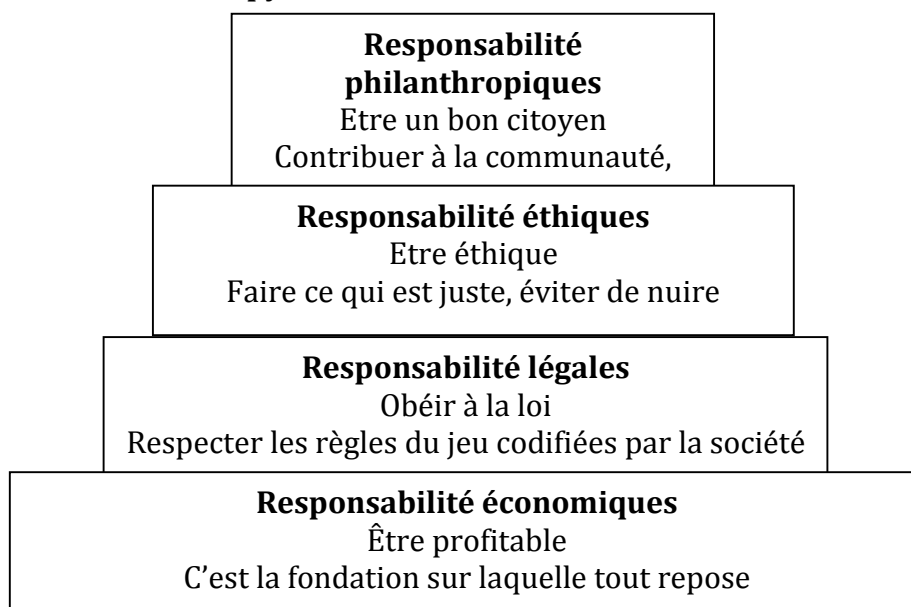 Responsabilité
philanthropiques
Etre un bon citoyen
Contribuer à la communauté,
Responsabilité éthiques
Etre éthique
Faire ce qui est juste, éviter de nuire
Responsabilité légales
Obéir à la loi
Respecter les règles du jeu codifiées par la société
Responsabilité économiques
Être profitable
C’est la fondation sur laquelle tout repose